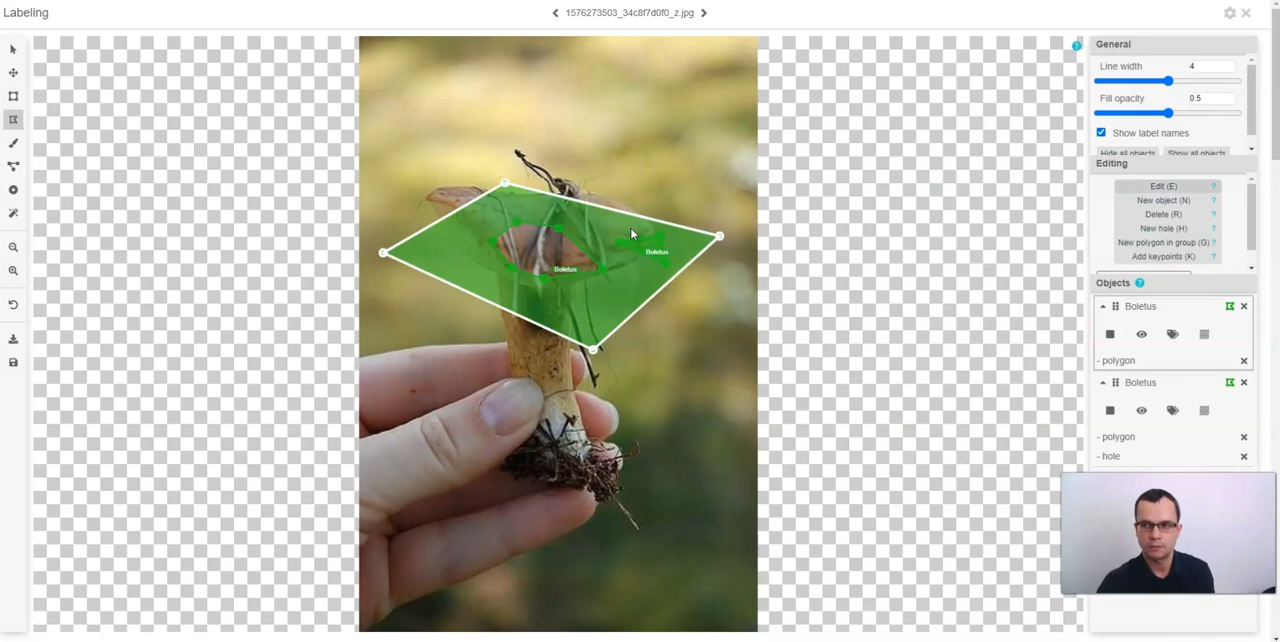 Labeling
1576273503_34c8f7d0f0_z.jpg
General
Line width 4
Fill opacity 0.5
Show label names
Hide all objects Show all objects
Editing
Edit (E) ?
New object (N) ?
Delete (R) ?
New hole (H) ?
New polygon in group (G) ?
Add keypoints (K) ?
Objects ?
Boletus
- polygon
Boletus
- polygon
- hole
?
Boletus
Boletus